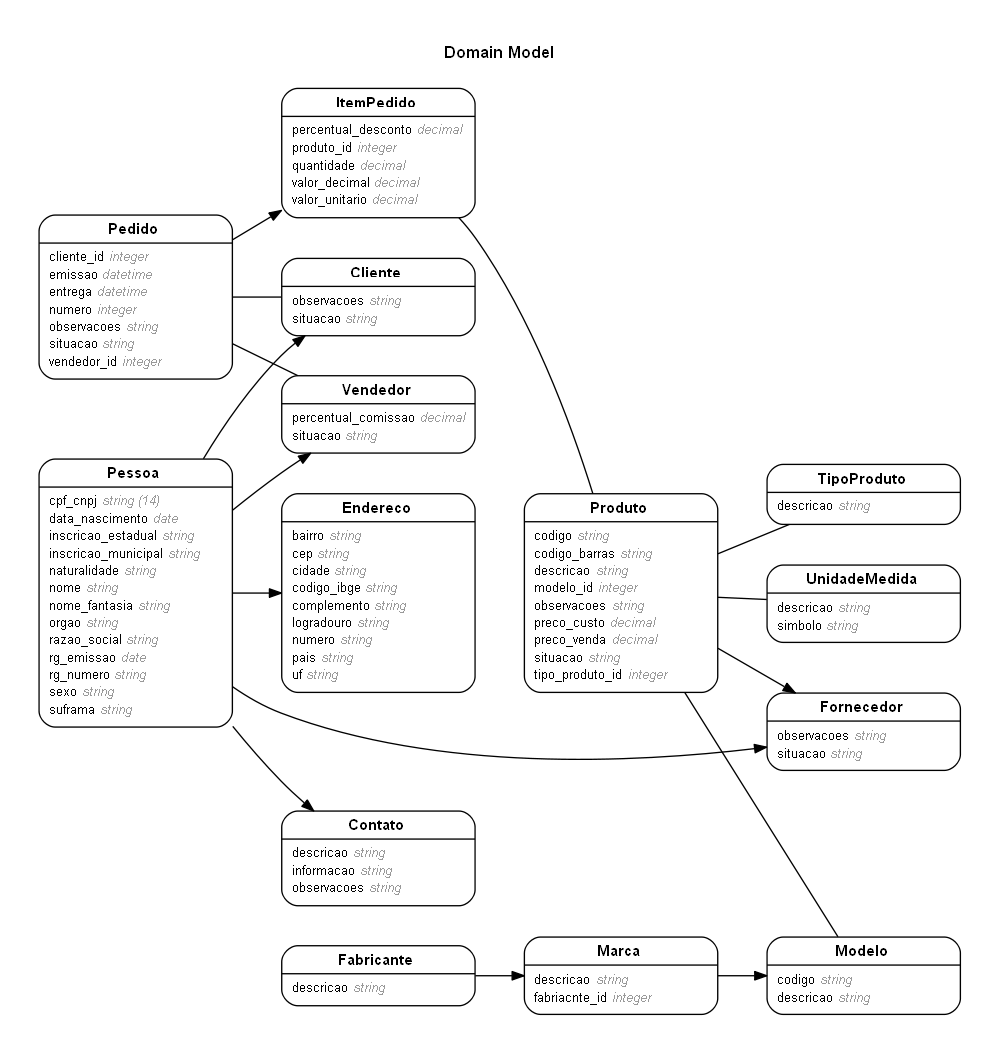 Domain Model
ItemPedido
percentual_desconto decimal
produto_id integer
quantidade decimal
valor_decimal decimal
valor_unitario decimal
Pedido
cliente_id integer
emissao datetime
entrega datetime
numero integer
observacoes string
situacao string
vendedor_id integer
Cliente
observacoes string
situacao string
Vendedor
percentual_comissao decimal
situacao string
Pessoa
cpf_cnpj string (14)
data_nascimento date
inscricao_estadual string
inscricao_municipal string
naturalidade string
nome string
nome_fantasia string
orgao string
razao_social string
rg_emissao date
rg_numero string
sexo string
suframa string
Endereco
bairro string
cep string
cidade string
codigo_ibge string
complemento string
logradouro string
numero string
pais string
uf string
Produto
codigo string
codigo_barras string
descricao string
modelo_id integer
observacoes string
preco_custo decimal
preco_venda decimal
situacao string
tipo_produto_id integer
TipoProduto
descricao string
UnidadeMedida
descricao string
simbolo string
Fornecedor
observacoes string
situacao string
Contato
descricao string
informacao string
observacoes string
Fabricante
descricao string
Marca
descricao string
fabriacnte_id integer
Modelo
codigo string
descricao string